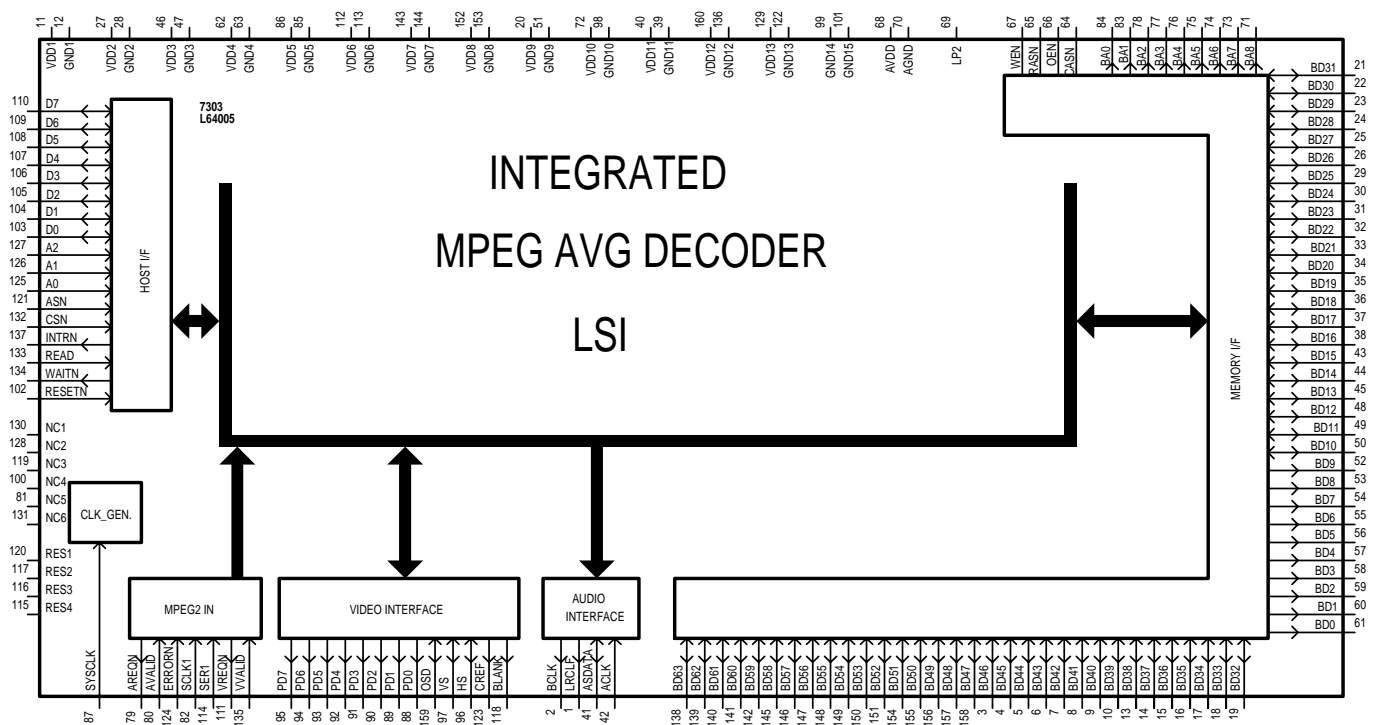 11 12 27 28 46 47 62 63 86 85 112 113 143 144 152 153 20 51 72 98 40 39 160 136 129 122 99 101 68 70 69 67 65 66 64 84 83 78 77 76 75 74 73 71
VDD1 GND1 VDD2 GND2 VDD3 GND3 VDD4 GND4 VDD5 GND5 VDD6 GND6 VDD7 GND7 VDD8 GND8 VDD9 GND9 VDD10 GND10 VDD11 GND11 VDD12 GND12 VDD13 GND13 GND14 GND15 AVDD AGND LP2 WEN RASN OEN CASN BA0 BA1 BA2 BA3 BA4 BA5 BA6 BA7 BA8
7303
L64005
INTEGRATED
MPEG AVG DECODER
LSI
110 D7
109 D6
108 D5
107 D4
106 D3
105 D2
104 D1
103 D0
127 A2
126 A1
125 A0
121 ASN
132 CSN
137 INTRN
133 READ
134 WAITN
102 RESETN
HOST I/F
130 NC1
128 NC2
119 NC3
100 NC4
81 NC5
131 NC6
CLK_GEN.
120 RES1
117 RES2
116 RES3
115 RES4
MPEG2 IN
VIDEO INTERFACE
AUDIO
INTERFACE
MEMORY I/F
BD31 21
BD30 22
BD29 23
BD28 24
BD27 25
BD26 26
BD25 29
BD24 30
BD23 31
BD22 32
BD21 33
BD20 34
BD19 35
BD18 36
BD17 37
BD16 38
BD15 43
BD14 44
BD13 45
BD12 48
BD11 49
BD10 50
BD9 52
BD8 53
BD7 54
BD6 55
BD5 56
BD4 57
BD3 58
BD2 59
BD1 60
BD0 61
SYSCLK AREQN AVALID ERRORN SCLK1 SER1 VREQN VVALID PD7 PD6 PD5 PD4 PD3 PD2 PD1 PD0 OSD VS HS CREF BLANK BCLK LRCLF ASDATA ACLK BD63 BD62 BD61 BD60 BD59 BD58 BD57 BD56 BD55 BD54 BD53 BD52 BD51 BD50 BD49 BD48 BD47 BD46 BD45 BD44 BD43 BD42 BD41 BD40 BD39 BD38 BD37 BD36 BD35 BD34 BD33 BD32
87 79 80 124 82 114 111 135 95 94 93 92 91 90 89 88 159 97 96 123 118 2 1 41 42 138 139 140 141 142 145 146 147 148 149 150 151 154 155 156 157 158 3 4 5 6 7 8 9 10 13 14 15 16 17 18 19